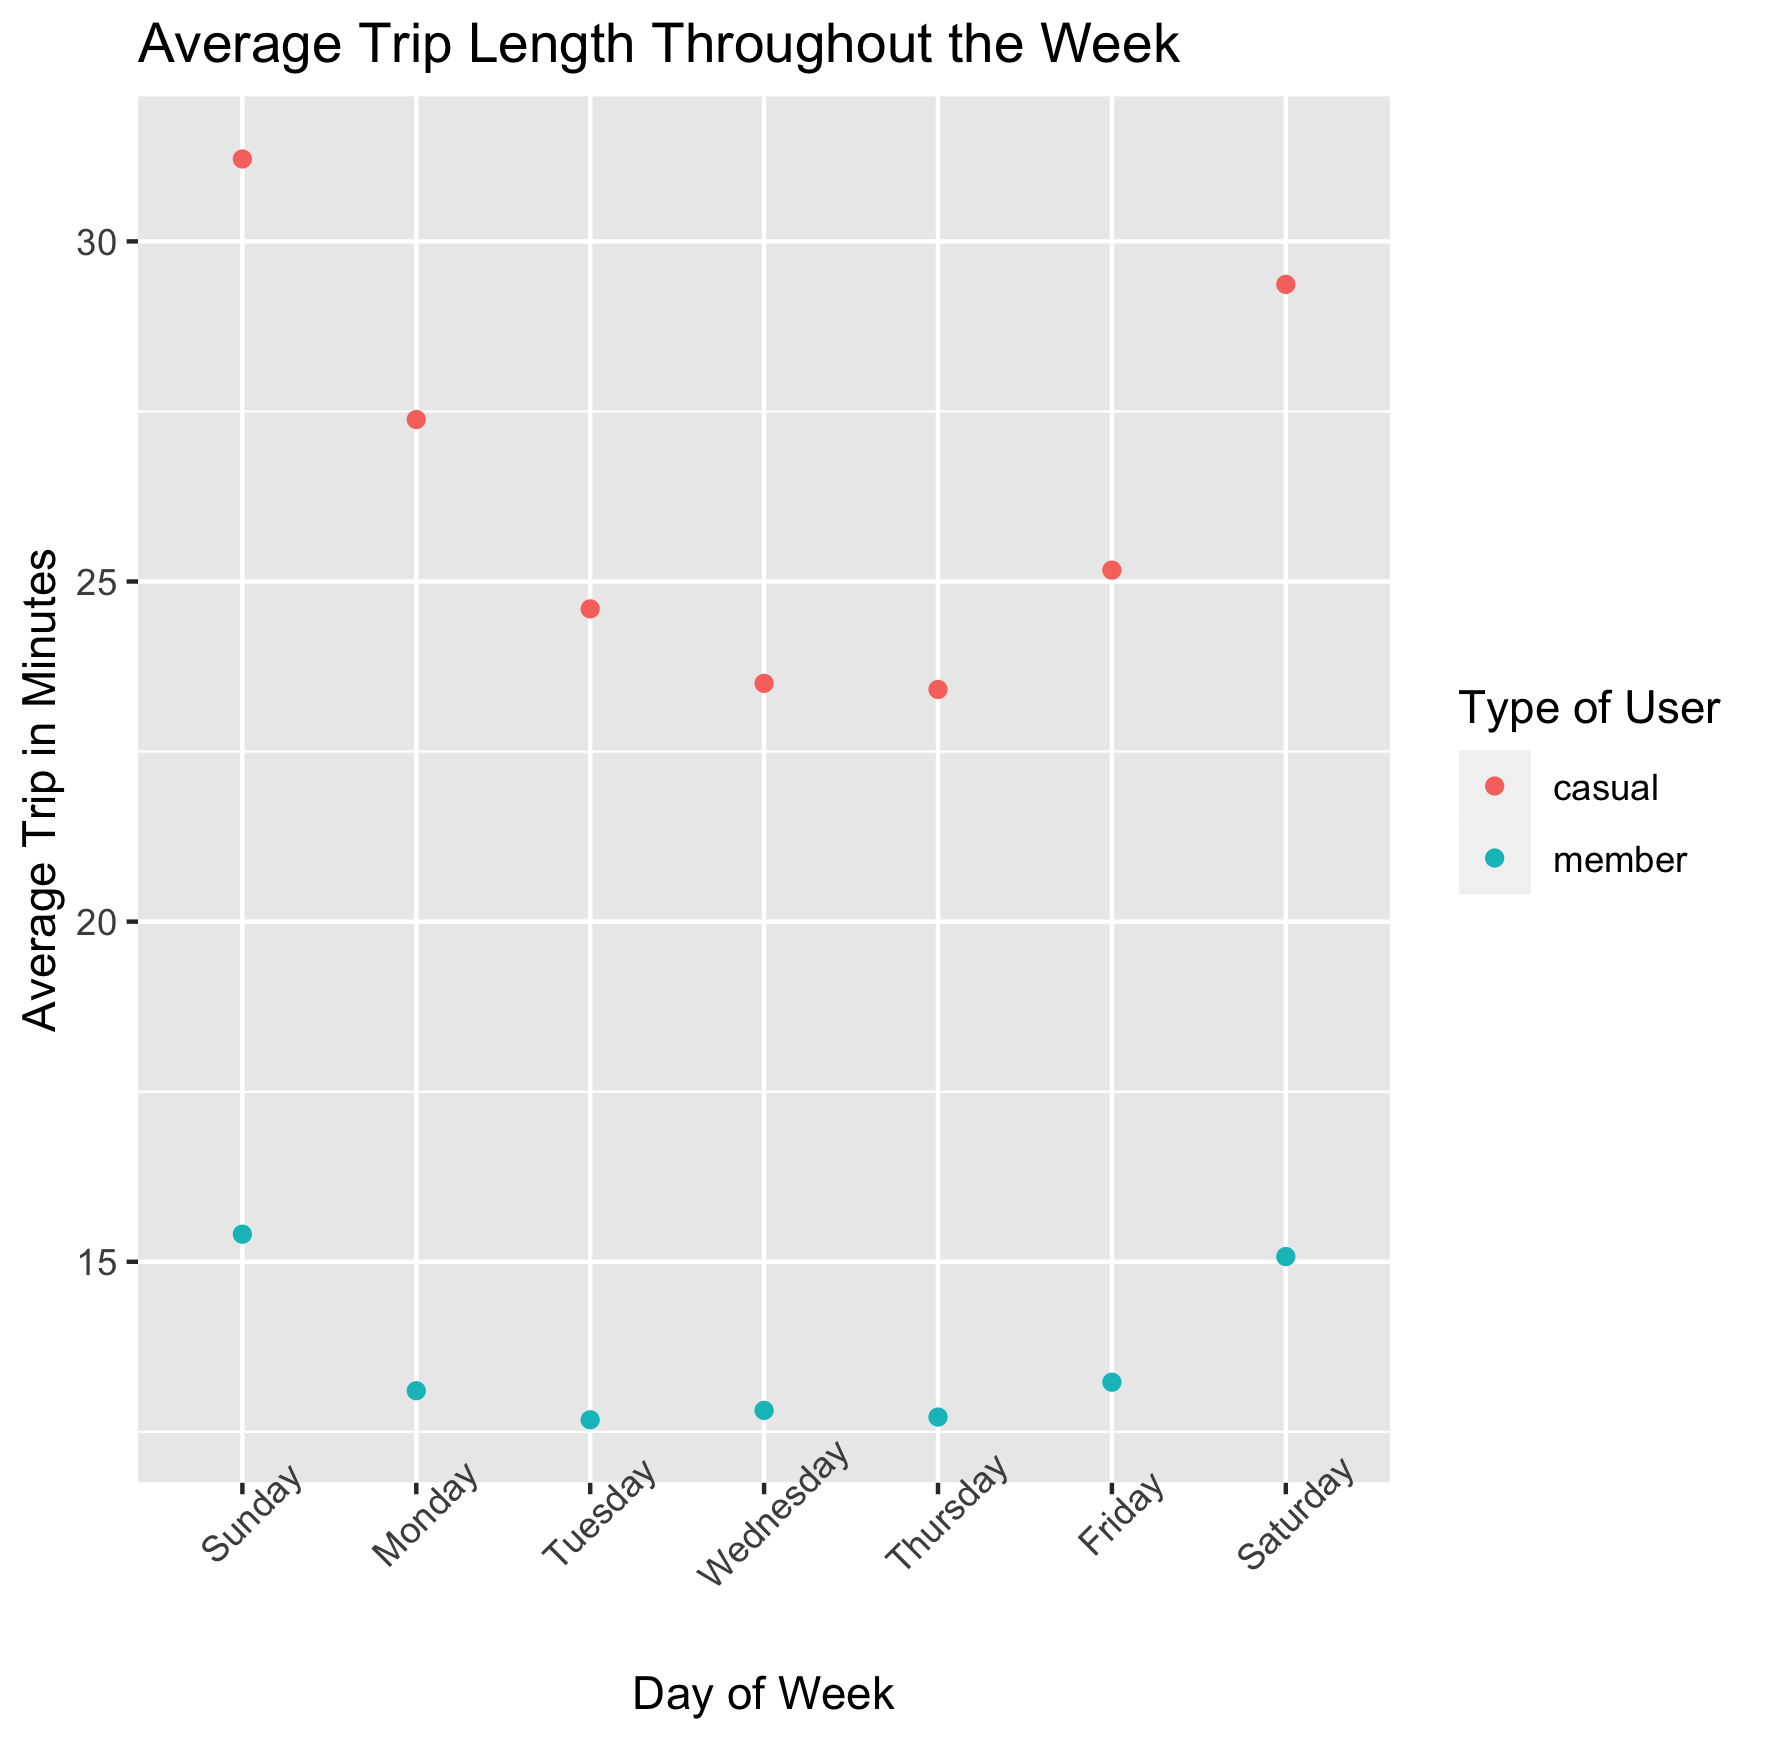 Average Trip Length Throughout the Week
Average Trip in Minutes
30
25
20
15
Sunday
Monday
Tuesday
Wednesday
Thursday
Friday
Saturday
Day of Week
Type of User
casual
member